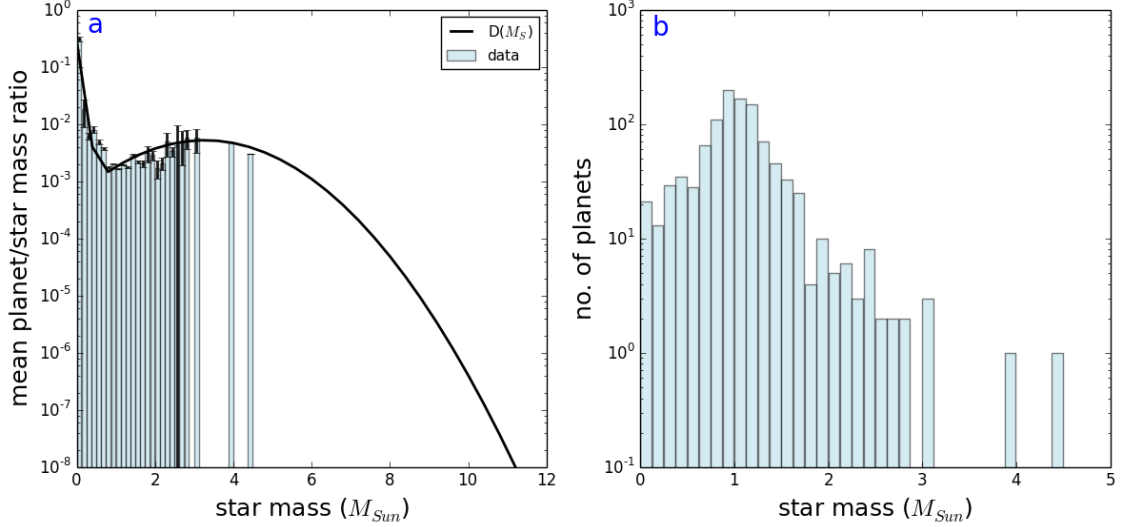 a
D(M_S)
data
10^0
10^-1
10^-2
10^-3
10^-4
10^-5
10^-6
10^-7
10^-8
mean planet/star mass ratio
0 2 4 6 8 10 12
star mass (M_Sun)
b
10^3
10^2
10^1
10^0
10^-1
no. of planets
0 1 2 3 4 5
star mass (M_Sun)